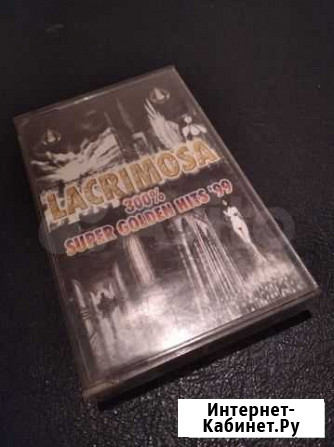 LACRIMOSA
300%
SUPER GOLDEN HITS '99
Интернет-
Кабинет.Ру